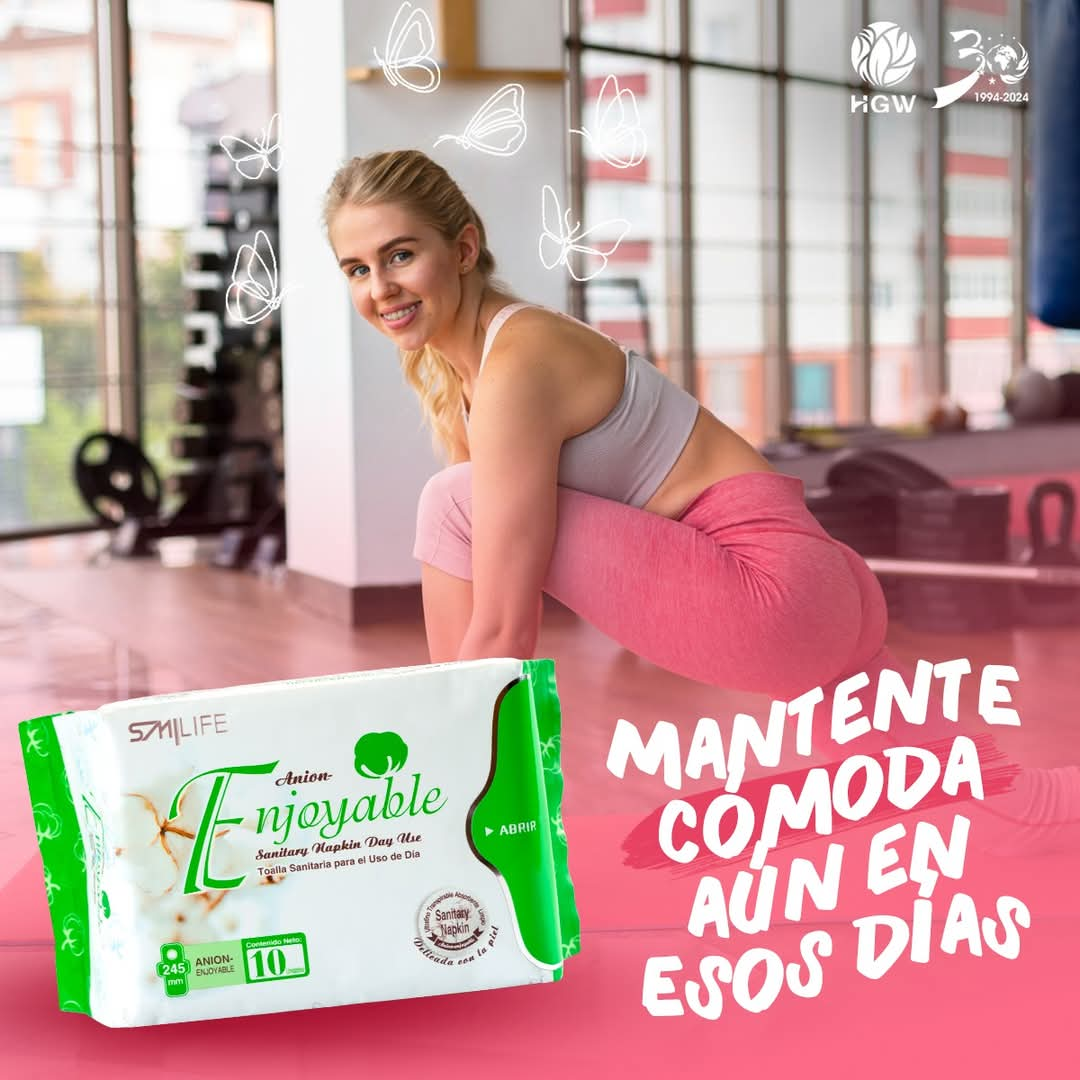 HGW
30
1994-2024
SMILIFE
Anion-
Enjoyable
Sanitary Napkin Day Use
Toalla Sanitaria para el Uso de Día
ABRIR
Sanitary
Napkin
Delicada con la piel
245
mm
ANION-
ENJOYABLE
Contenido Neto:
10
MANTENTE
CÓMODA
AÚN EN
ESOS DÍAS